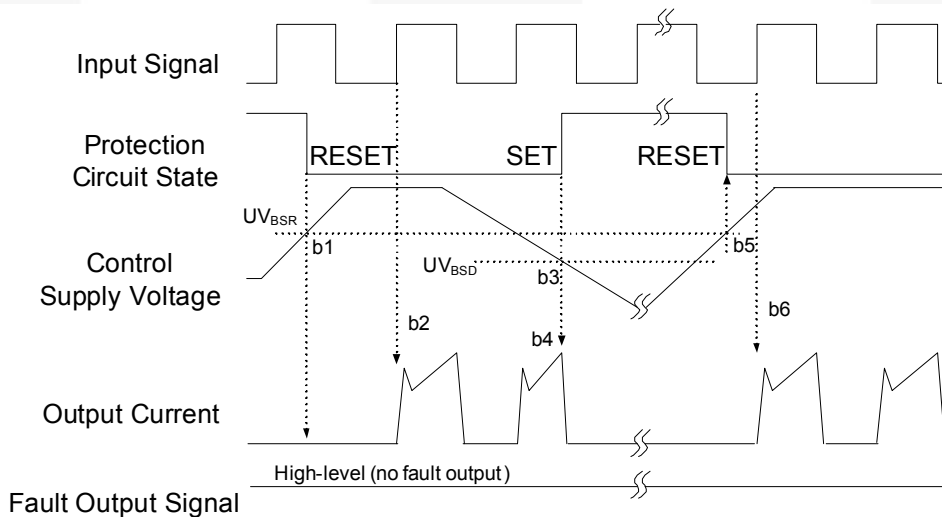 Input Signal
Protection
Circuit State
RESET
SET
RESET
UVBSR
b1
UVBSD
b3
b5
Control
Supply Voltage
b2
b4
b6
Output Current
High-level (no fault output)
Fault Output Signal